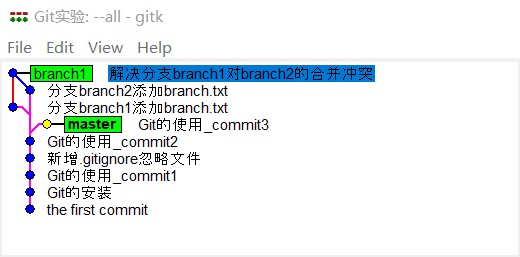 Git实验: --all - gitk
File Edit View Help
branch1 解决分支branch1对branch2的合并冲突
分支branch2添加branch.txt
分支branch1添加branch.txt
master Git的使用_commit3
Git的使用_commit2
新增.gitignore忽略文件
Git的使用_commit1
Git的安装
the first commit